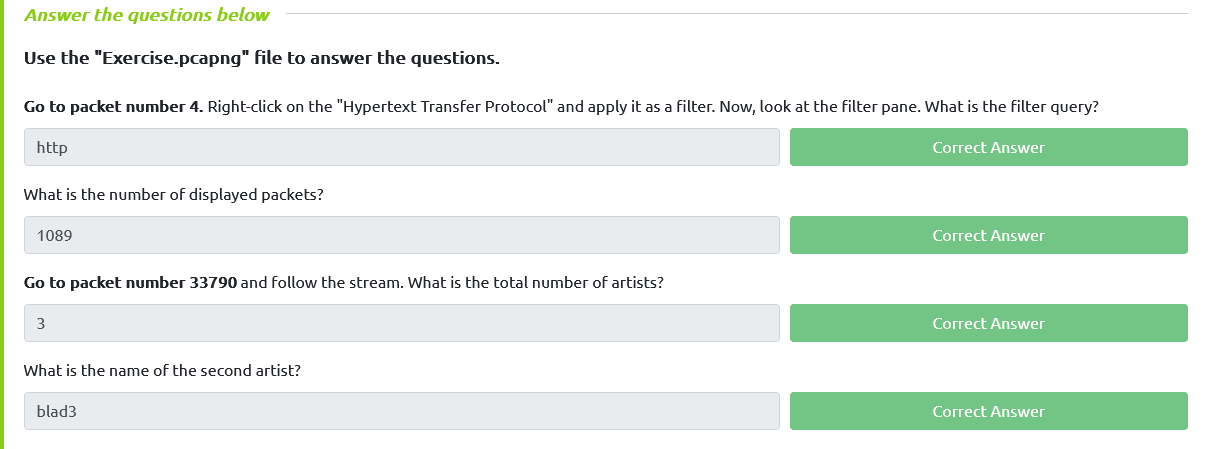 Answer the questions below
Use the "Exercise.pcapng" file to answer the questions.
Go to packet number 4. Right-click on the "Hypertext Transfer Protocol" and apply it as a filter. Now, look at the filter pane. What is the filter query?
http
Correct Answer
What is the number of displayed packets?
1089
Correct Answer
Go to packet number 33790 and follow the stream. What is the total number of artists?
3
Correct Answer
What is the name of the second artist?
blad3
Correct Answer